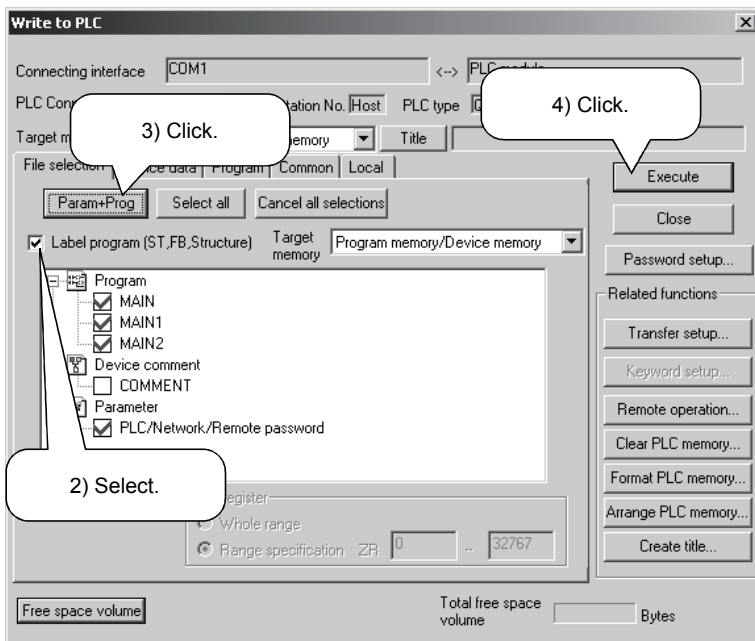 Write to PLC
Connecting interface COM1 <--> PLC module
PLC Con tation No. Host PLC type Q
Target m emory Title
3) Click.
4) Click.
File selection ce data Program Common Local
Param+Prog Select all Cancel all selections
Label program (ST,FB,Structure) Target memory Program memory/Device memory
Program
MAIN
MAIN1
MAIN2
Device comment
COMMENT
Parameter
PLC/Network/Remote password
2) Select.
egister
Whole range
Range specification ZR 0 .. 32767
Free space volume
Total free space volume Bytes
Execute
Close
Password setup...
Related functions
Transfer setup...
Keyword setup...
Remote operation...
Clear PLC memory...
Format PLC memory...
Arrange PLC memory...
Create title...